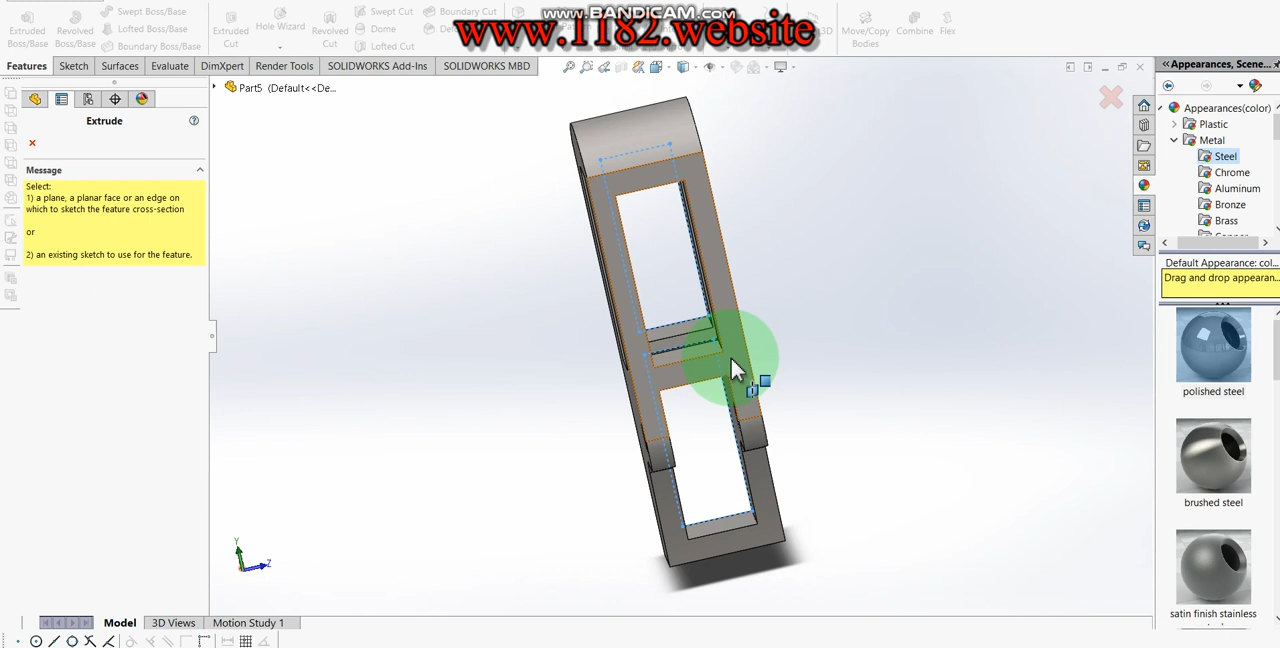 www.BANDICAM.com
www.1182.website
Extruded
Boss/Base
Revolved
Boss/Base
Swept Boss/Base
Lofted Boss/Base
Boundary Boss/Base
Extruded
Cut
Hole Wizard
Revolved
Cut
Swept Cut
Dome
Lofted Cut
Boundary Cut
Move/Copy
Bodies
Combine
Flex
Features
Sketch
Surfaces
Evaluate
DimXpert
Render Tools
SOLIDWORKS Add-Ins
SOLIDWORKS MBD
Part5 (Default<<De...
Extrude
Message
Select:
1) a plane, a planar face or an edge on
which to sketch the feature cross-section
or
2) an existing sketch to use for the feature.
Y
Z
Appearances, Scene...
Appearances(color)
Plastic
Metal
Steel
Chrome
Aluminum
Bronze
Brass
Default Appearance: col...
Drag and drop appearan...
polished steel
brushed steel
satin finish stainless
Model
3D Views
Motion Study 1